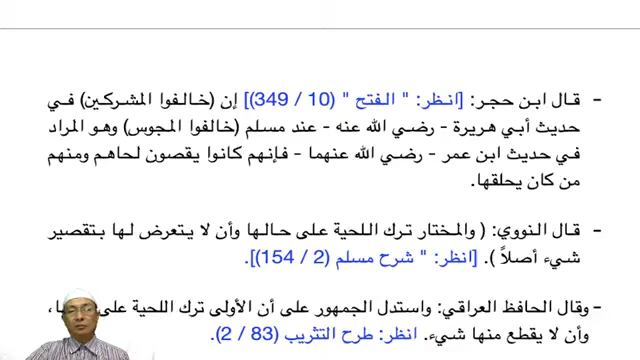 - قال ابن حجر: [انظر: " الفتح " (10 / 349)] إن (خالفوا المشركين) في
حديث أبي هريرة - رضي الله عنه - عند مسلم (خالفوا المجوس) وهو المراد
في حديث ابن عمر - رضي الله عنهما - فإنهم كانوا يقصون لحاهم ومنهم
من كان يحلقها.
- قال النووي: ( والمختار ترك اللحية على حالها وأن لا يتعرض لها بتقصير
شيء أصلاً ). [انظر: " شرح مسلم (2 / 154)].
- وقال الحافظ العراقي: واستدل الجمهور على أن الأولى ترك اللحية على
وأن لا يقطع منها شيء. انظر: طرح التثريب (83 / 2).